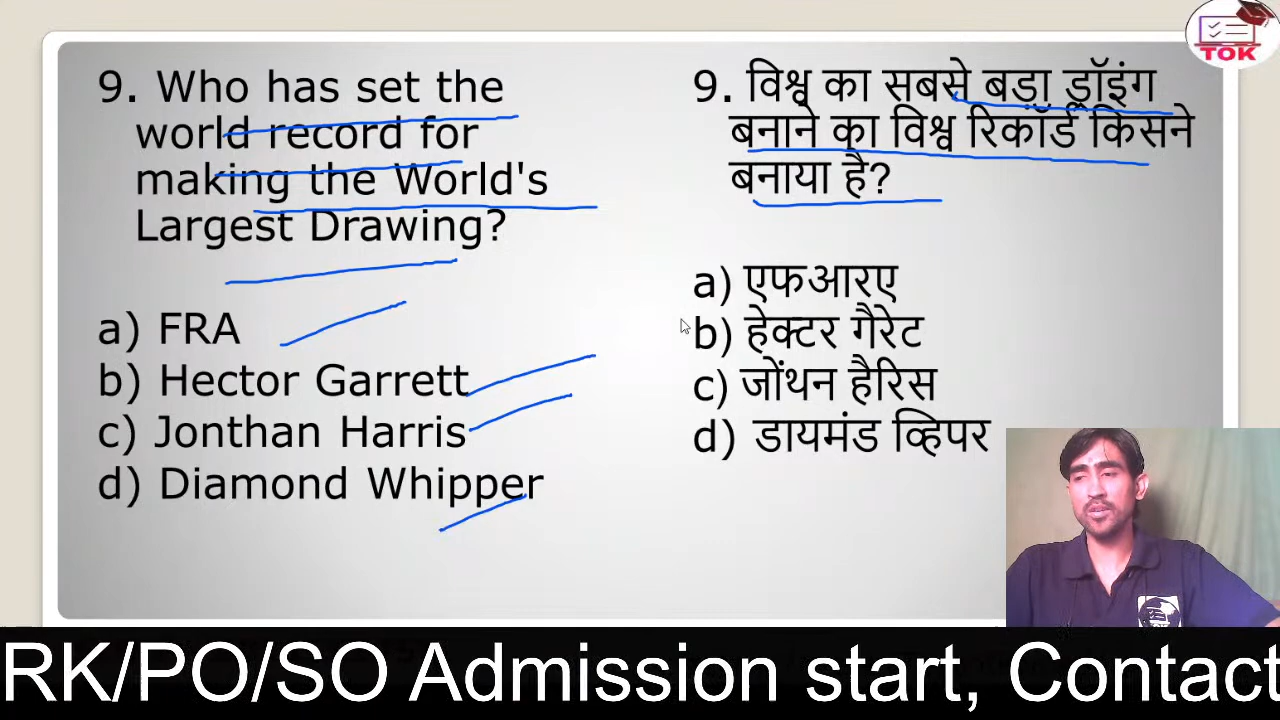 TOK
9. Who has set the
world record for
making the World's
Largest Drawing?
a) FRA
b) Hector Garrett
c) Jonthan Harris
d) Diamond Whipper
9. विश्व का सबसे बडा ड्रॉइंग
बनाने का विश्व रिकॉर्ड किसने
बनाया है?
a) एफआरए
b) हेक्टर गैरेट
c) जोंथन हैरिस
d) डायमंड व्हिपर
RK/PO/SO Admission start, Contact